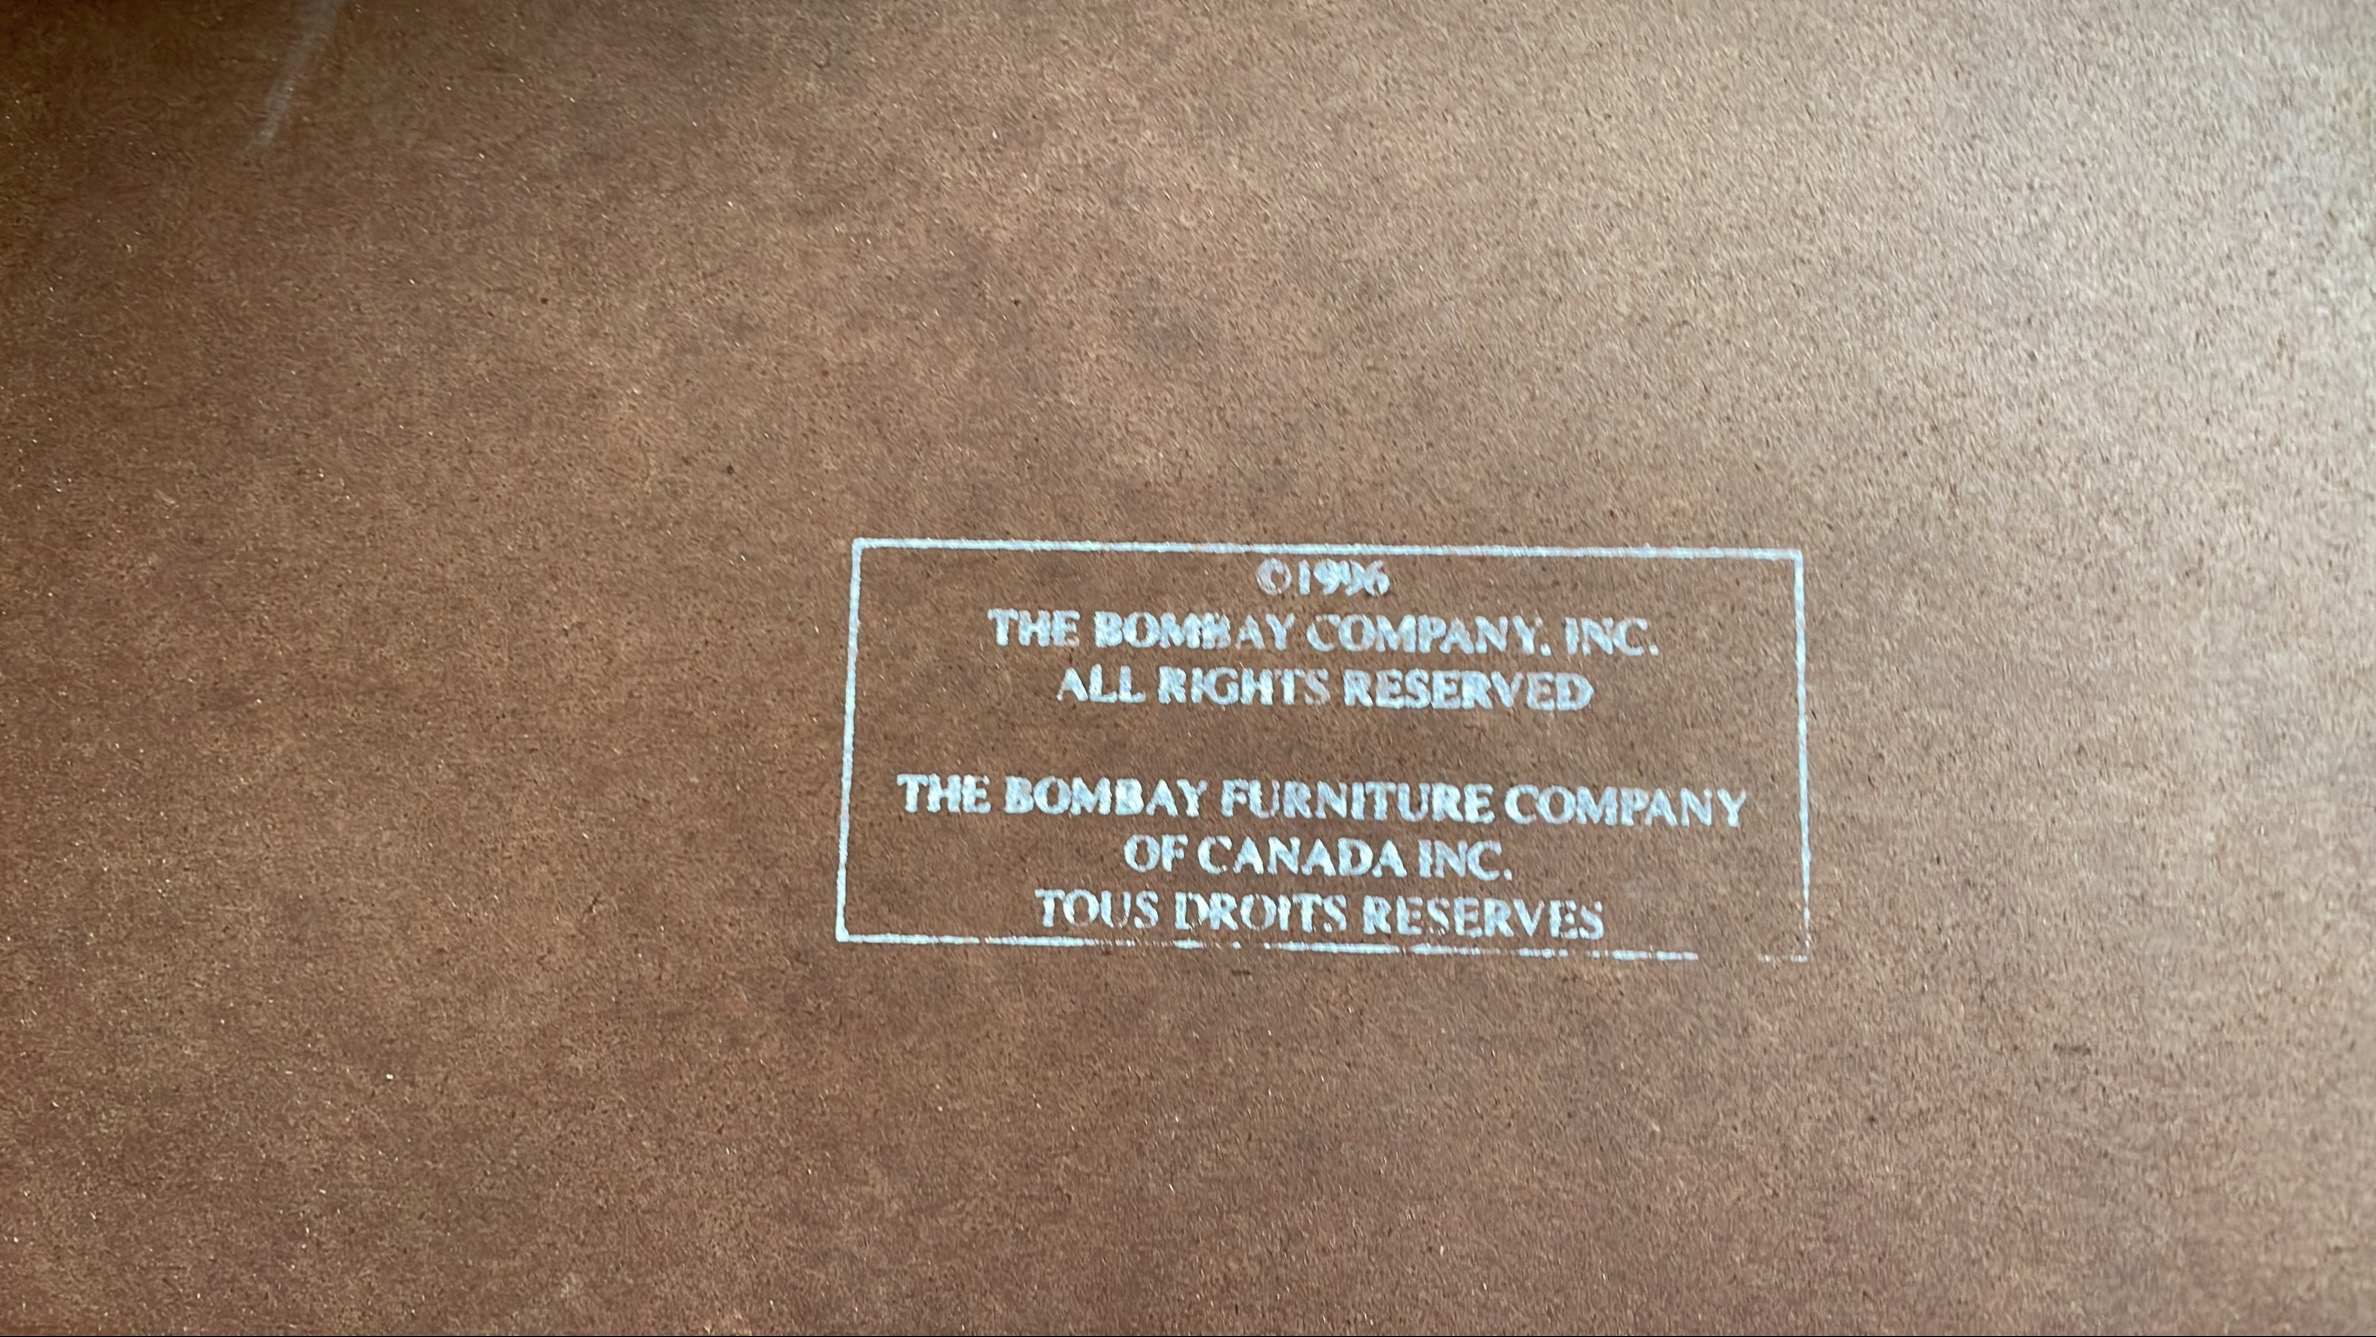 ©1996
THE BOMBAY COMPANY, INC.
ALL RIGHTS RESERVED
THE BOMBAY FURNITURE COMPANY
OF CANADA INC.
TOUS DROITS RESERVES